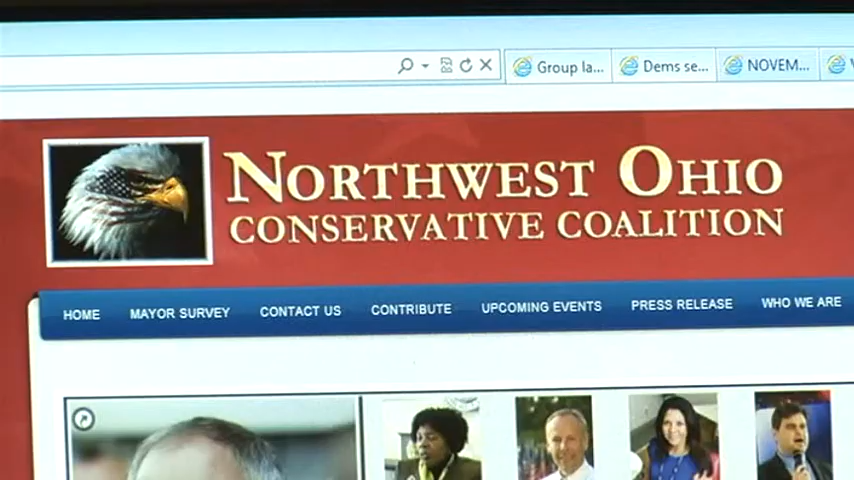 Group la...
Dems se...
NOVEM...
NORTHWEST OHIO
CONSERVATIVE COALITION
HOME
MAYOR SURVEY
CONTACT US
CONTRIBUTE
UPCOMING EVENTS
PRESS RELEASE
WHO WE ARE